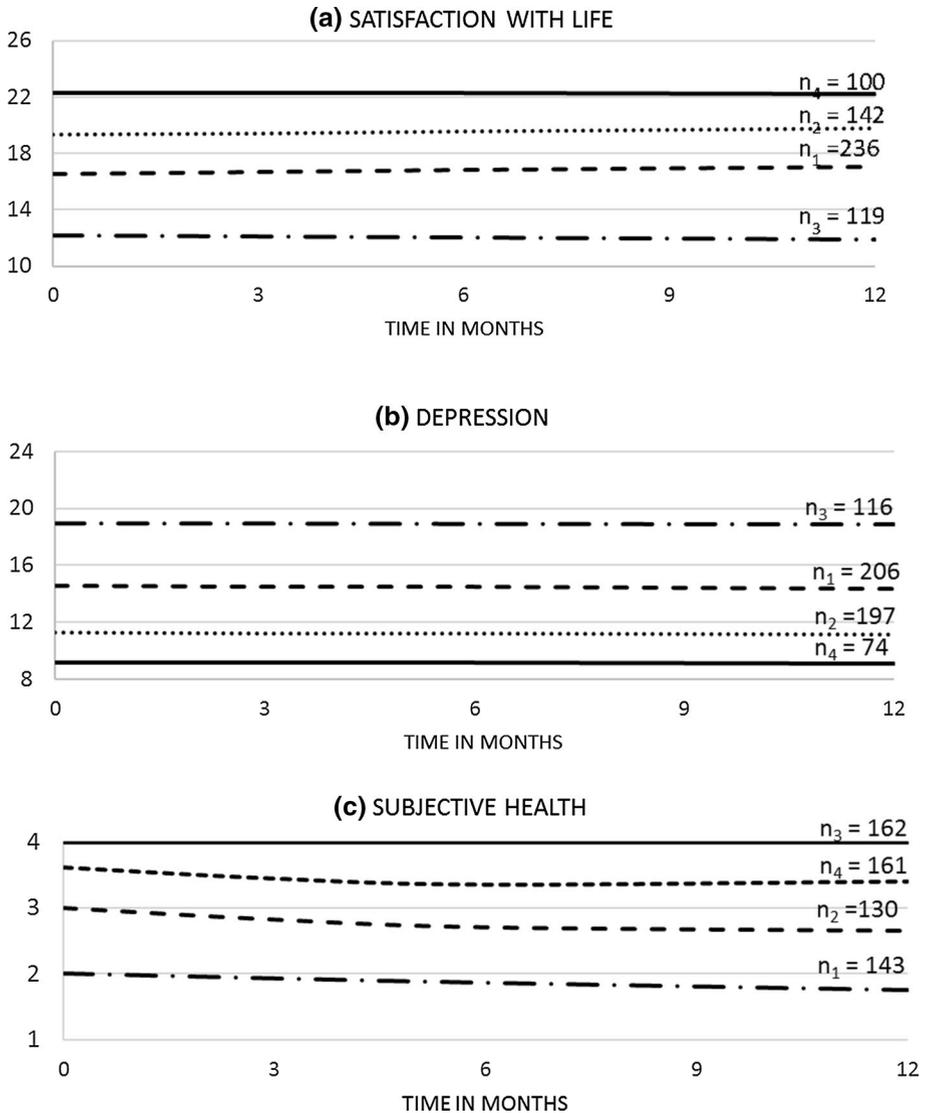 (a) SATISFACTION WITH LIFE
26
22
18
14
10
n4 = 100
n2 = 142
n1 =236
n3 = 119
0 3 6 9 12
TIME IN MONTHS
(b) DEPRESSION
24
20
16
12
8
n3 = 116
n1 = 206
n2 =197
n4 = 74
0 3 6 9 12
TIME IN MONTHS
(c) SUBJECTIVE HEALTH
4
3
2
1
n3 = 162
n4 = 161
n2 =130
n1 = 143
0 3 6 9 12
TIME IN MONTHS